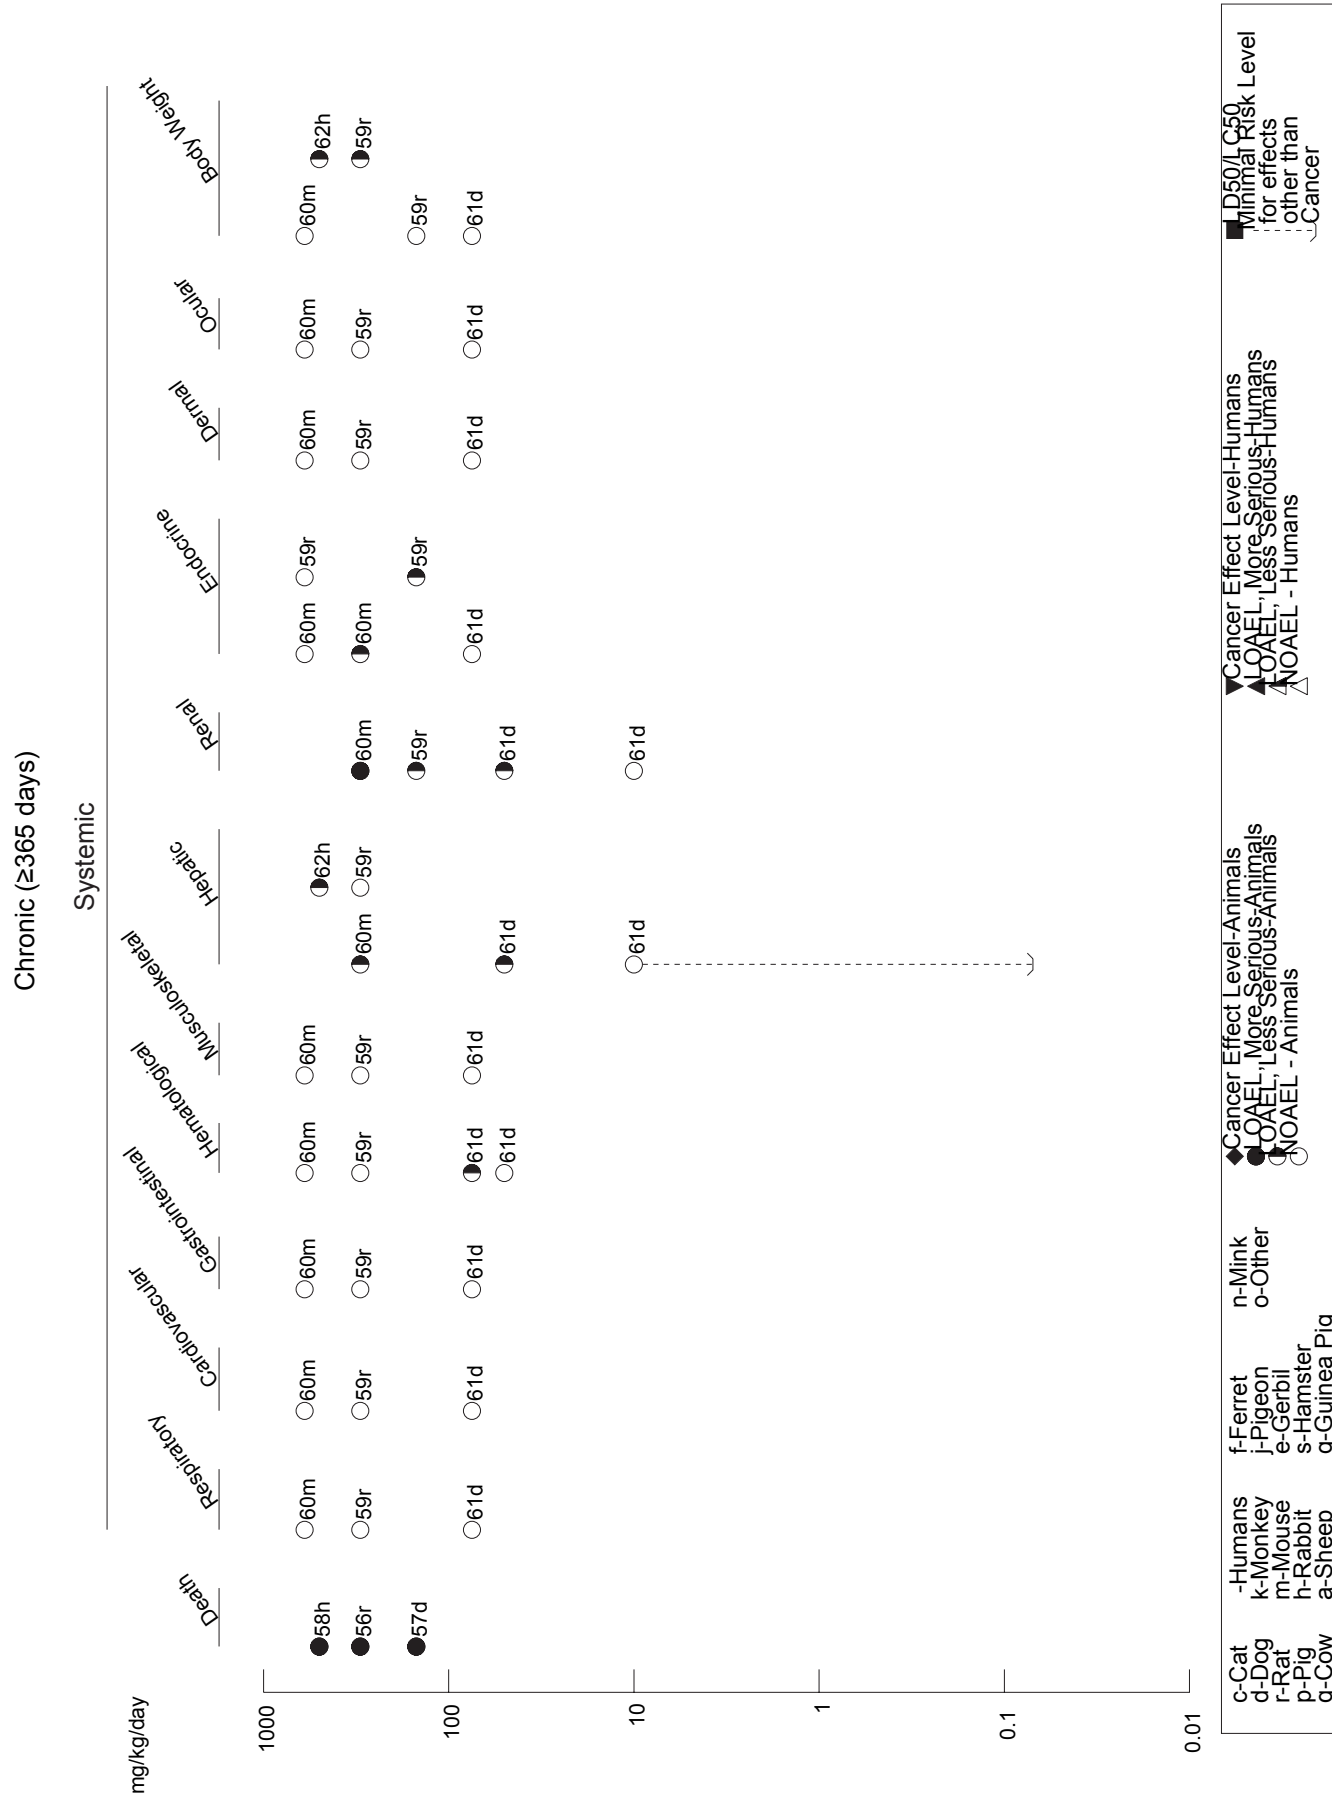 Chronic (≥365 days)
Systemic
Death
Respiratory
Cardiovascular
Gastrointestinal
Hematological
Musculoskeletal
Hepatic
Renal
Endocrine
Dermal
Ocular
Body Weight
mg/kg/day
1000
100
10
1
0.1
0.01
58h
56r
57d
60m
59r
61d
60m
59r
61d
60m
59r
61d
60m
59r
61d
61d
60m
59r
61d
60m
61d
61d
62h
59r
60m
59r
61d
61d
60m
60m
61d
59r
59r
60m
59r
61d
60m
59r
61d
60m
59r
61d
62h
59r
c-Cat
d-Dog
r-Rat
p-Pig
q-Cow
-Humans
k-Monkey
m-Mouse
h-Rabbit
a-Sheep
f-Ferret
j-Pigeon
e-Gerbil
s-Hamster
g-Guinea Pig
n-Mink
o-Other
Cancer Effect Level-Animals
LOAEL, More Serious-Animals
LOAEL, Less Serious-Animals
NOAEL - Animals
Cancer Effect Level-Humans
LOAEL, More Serious-Humans
LOAEL, Less Serious-Humans
NOAEL - Humans
LD50/LC50
Minimal Risk Level
for effects
other than
Cancer